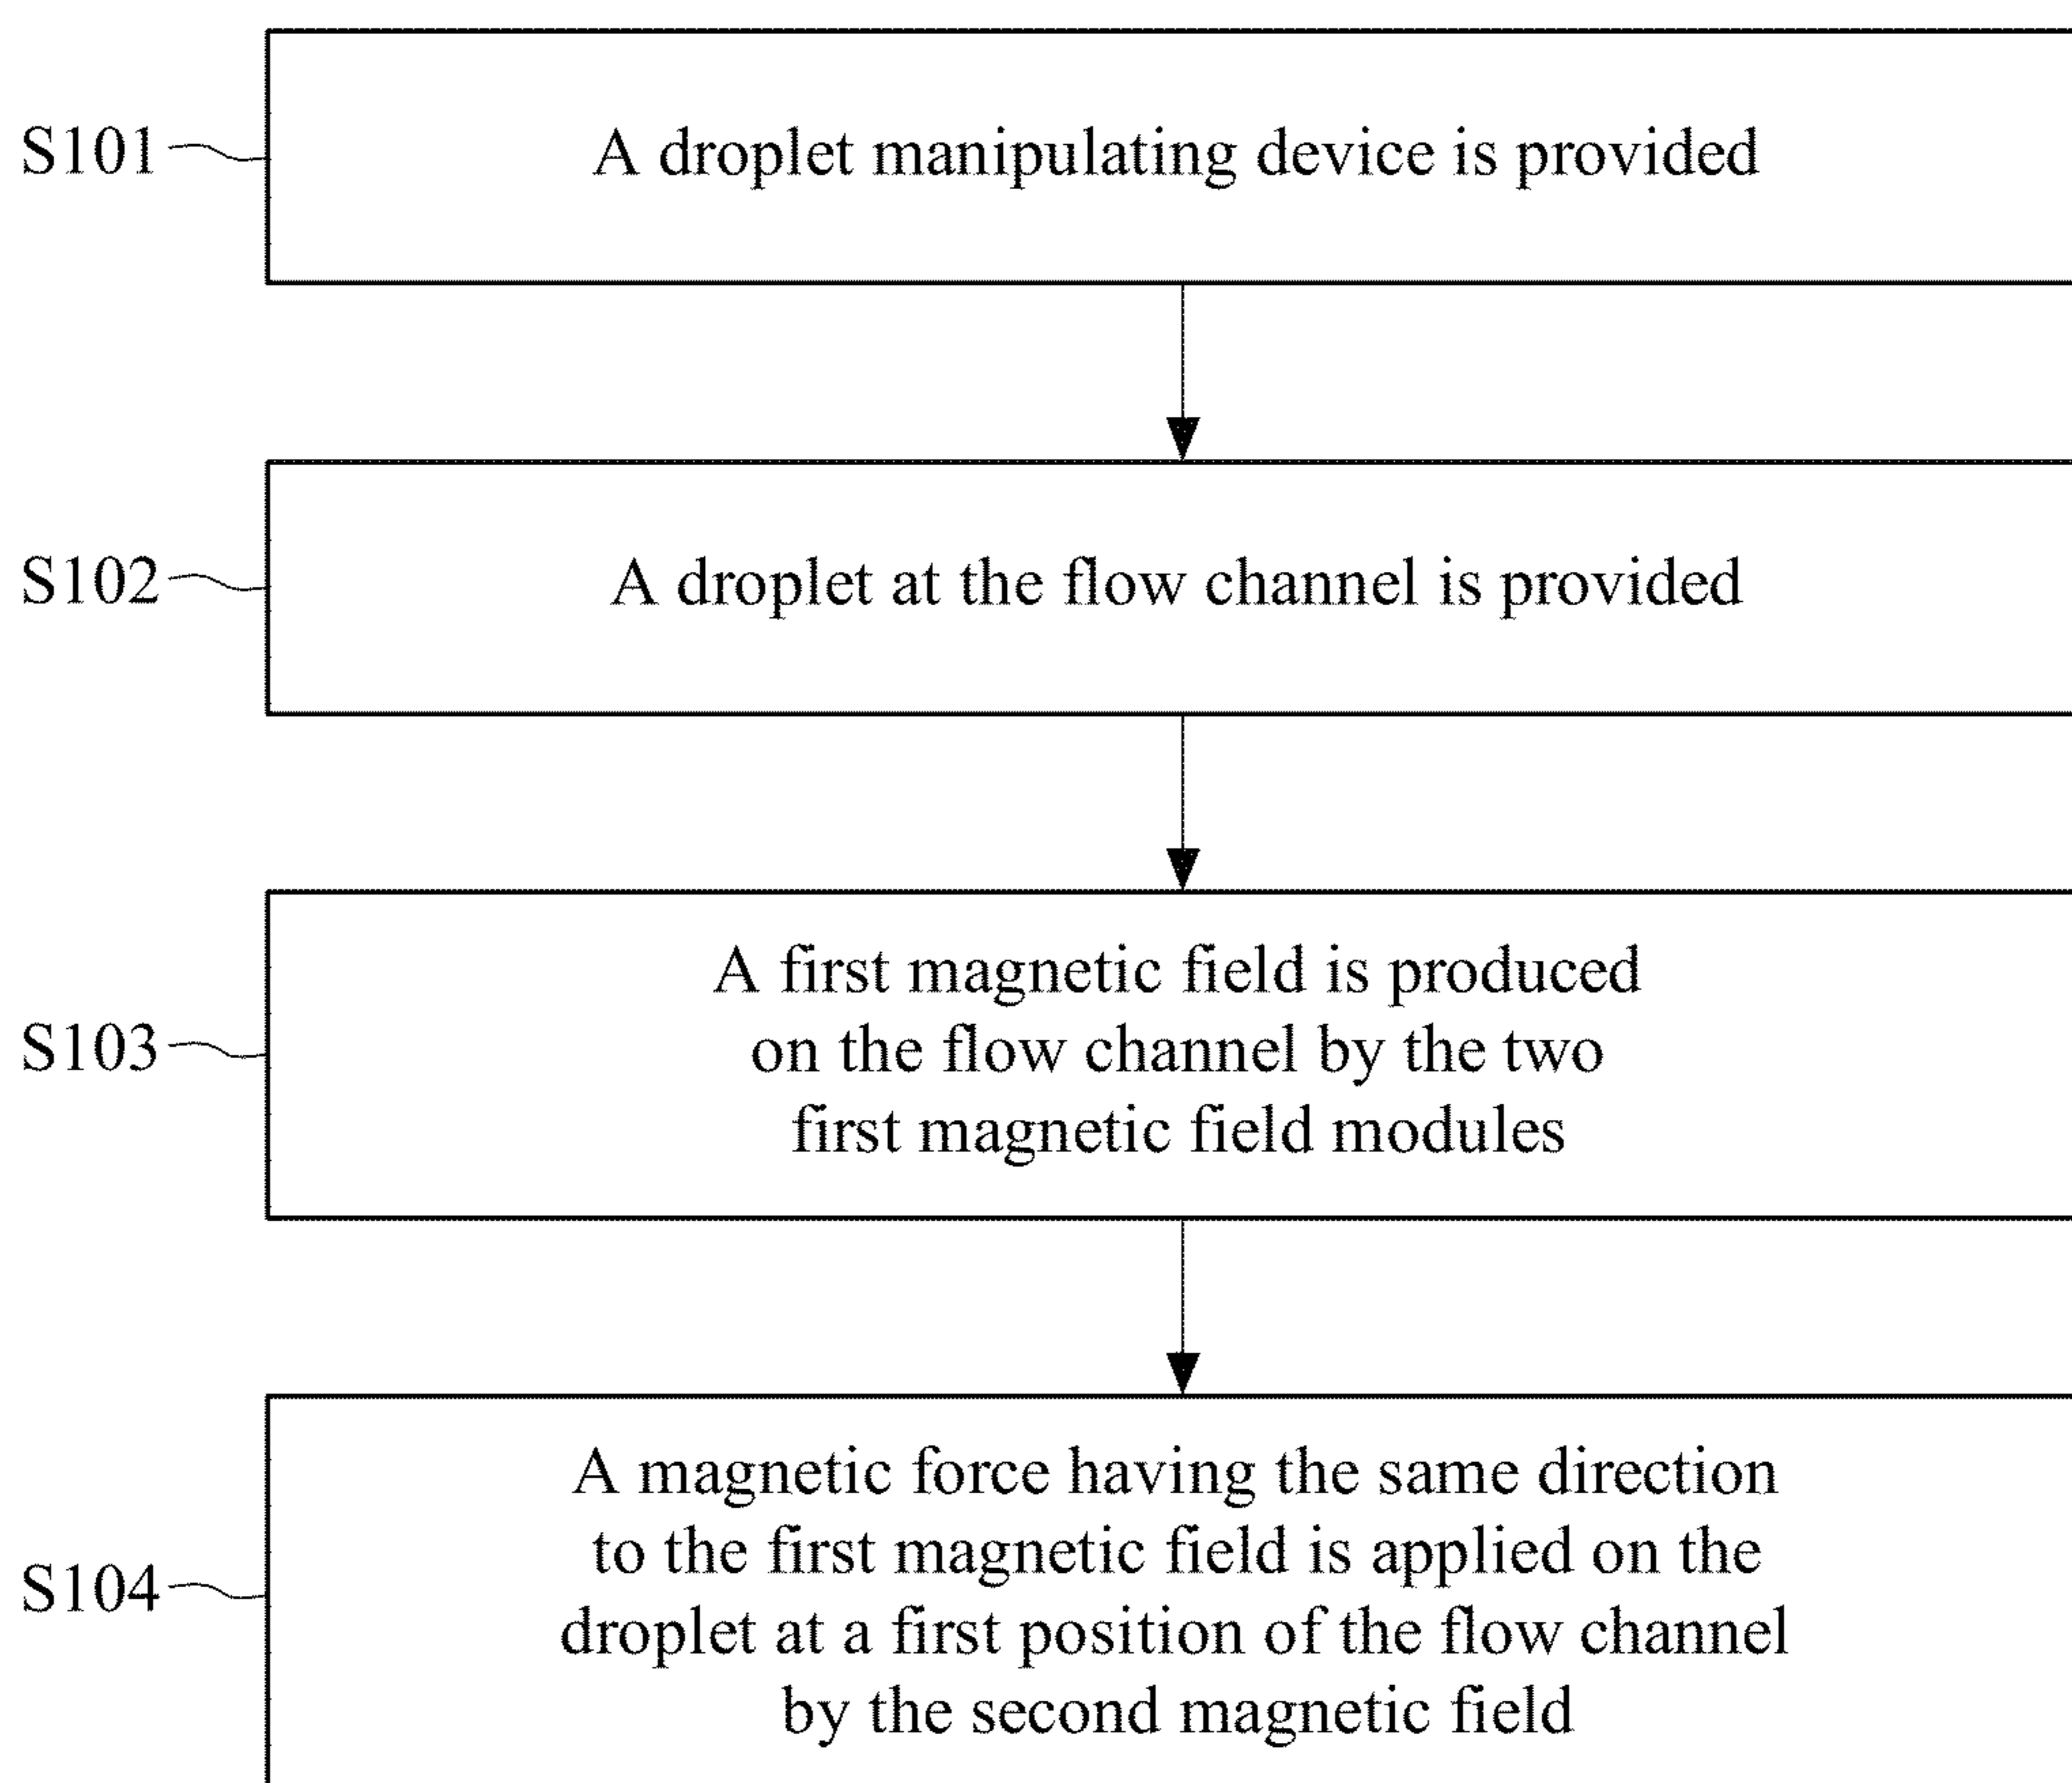 S101
A droplet manipulating device is provided
S102
A droplet at the flow channel is provided
S103
A first magnetic field is produced
on the flow channel by the two
first magnetic field modules
S104
A magnetic force having the same direction
to the first magnetic field is applied on the
droplet at a first position of the flow channel
by the second magnetic field